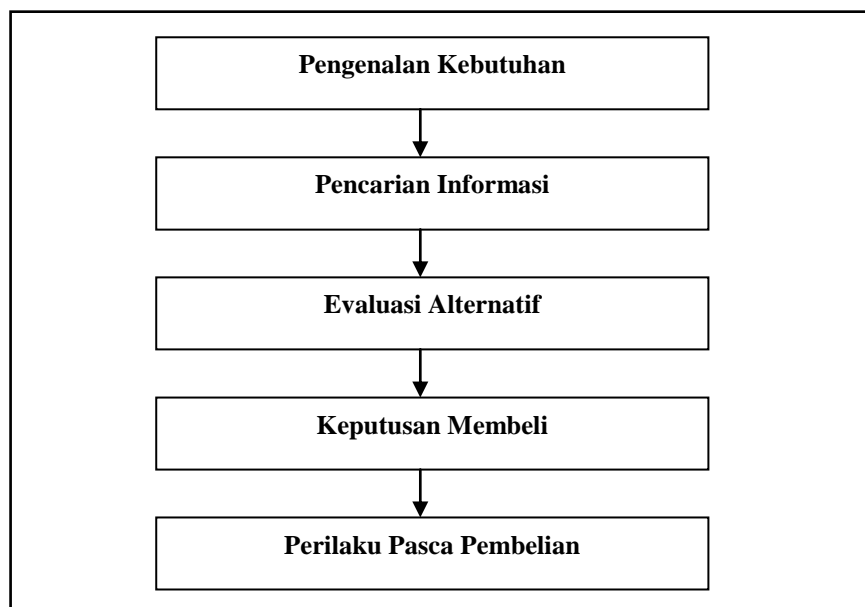 Pengenalan Kebutuhan
Pencarian Informasi
Evaluasi Alternatif
Keputusan Membeli
Perilaku Pasca Pembelian